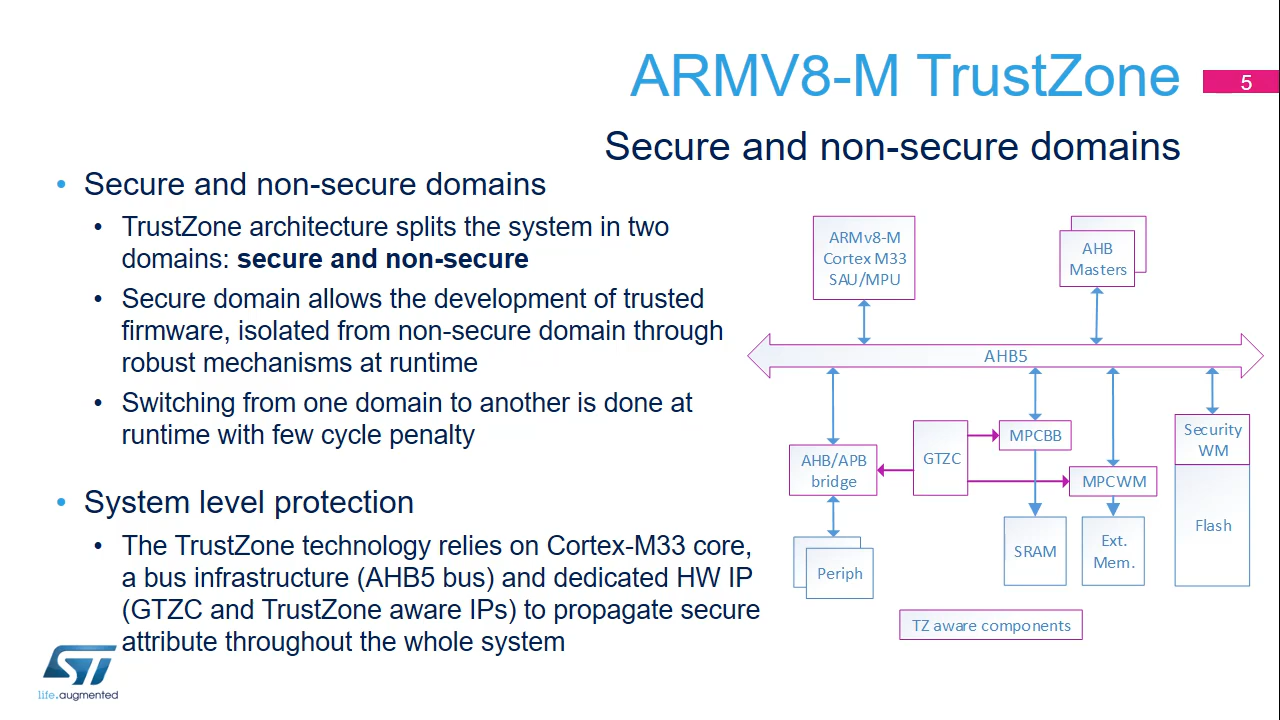 ARMV8-M TrustZone
5
Secure and non-secure domains
• Secure and non-secure domains
• TrustZone architecture splits the system in two
domains: secure and non-secure
• Secure domain allows the development of trusted
firmware, isolated from non-secure domain through
robust mechanisms at runtime
• Switching from one domain to another is done at
runtime with few cycle penalty
• System level protection
• The TrustZone technology relies on Cortex-M33 core,
a bus infrastructure (AHB5 bus) and dedicated HW IP
(GTZC and TrustZone aware IPs) to propagate secure
attribute throughout the whole system
ARMv8-M
Cortex M33
SAU/MPU
AHB
Masters
AHB5
AHB/APB
bridge
GTZC
MPCBB
MPCWM
Security
WM
Periph
SRAM
Ext.
Mem.
Flash
TZ aware components
ST
life.augmented